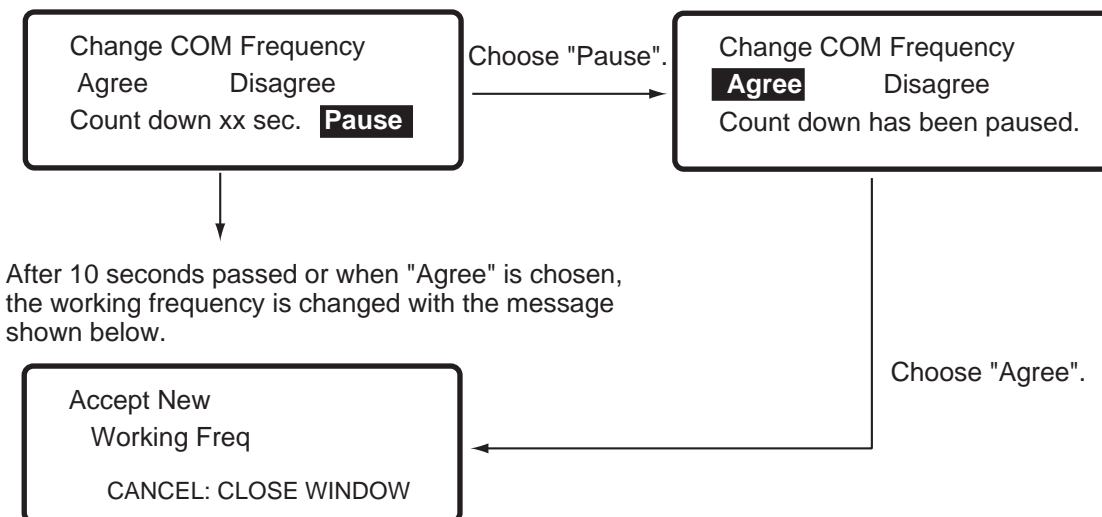 Change COM Frequency
Agree Disagree
Count down xx sec. Pause
Choose "Pause".
Change COM Frequency
Agree Disagree
Count down has been paused.
After 10 seconds passed or when "Agree" is chosen,
the working frequency is changed with the message
shown below.
Choose "Agree".
Accept New
Working Freq
CANCEL: CLOSE WINDOW